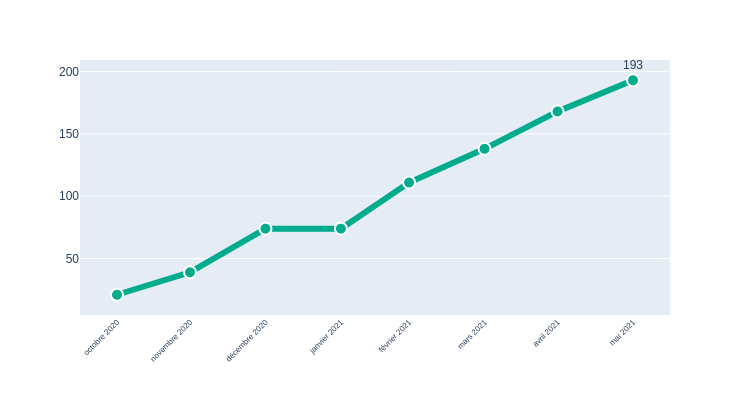 193
200
150
100
50
octobre 2020
novembre 2020
décembre 2020
janvier 2021
février 2021
mars 2021
avril 2021
mai 2021